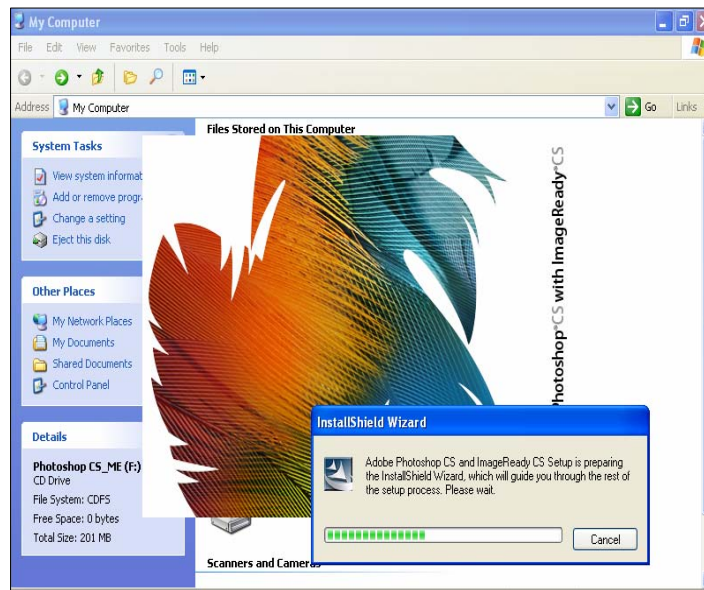 My Computer
File Edit View Favorites Tools Help
Address My Computer Go Links
Files Stored on This Computer
System Tasks
View system informat
Add or remove progr
Change a setting
Eject this disk
Other Places
My Network Places
My Documents
Shared Documents
Control Panel
Details
Photoshop CS_ME (F:)
CD Drive
File System: CDFS
Free Space: 0 bytes
Total Size: 201 MB
Photoshop®CS with ImageReady®CS
InstallShield Wizard
Adobe Photoshop CS and ImageReady CS Setup is preparing
the InstallShield Wizard, which will guide you through the rest of
the setup process. Please wait.
Cancel
Scanners and Cameras